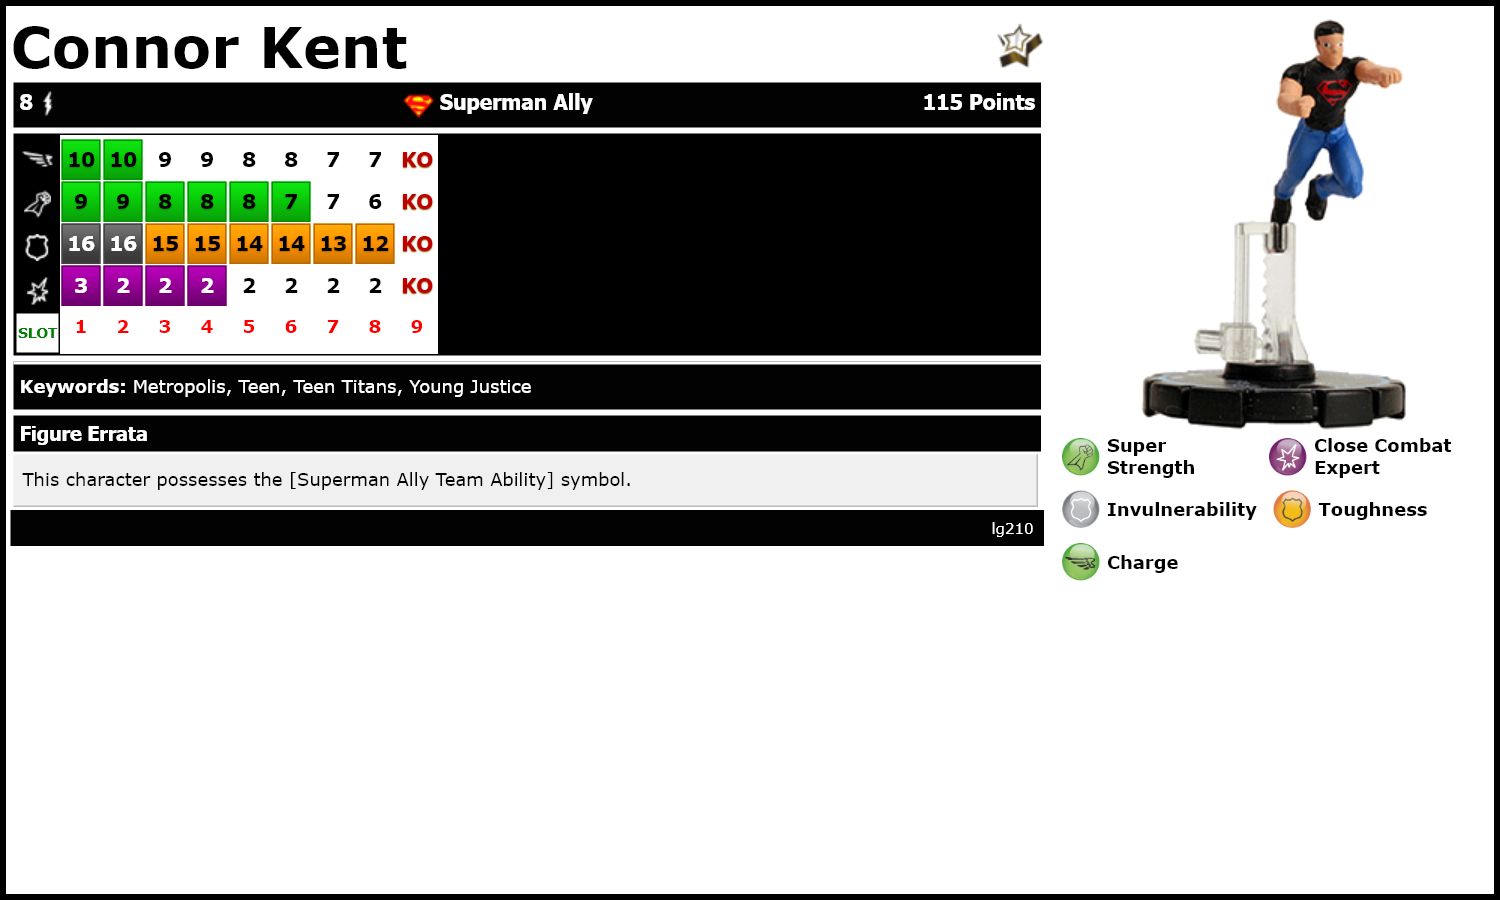 Connor Kent
8 Superman Ally 115 Points
10 10 9 9 8 8 7 7 KO
9 9 8 8 8 7 7 6 KO
16 16 15 15 14 14 13 12 KO
3 2 2 2 2 2 2 2 KO
SLOT 1 2 3 4 5 6 7 8 9
Keywords: Metropolis, Teen, Teen Titans, Young Justice
Figure Errata
This character possesses the [Superman Ally Team Ability] symbol.
lg210
Super
Strength
Close Combat
Expert
Invulnerability
Toughness
Charge